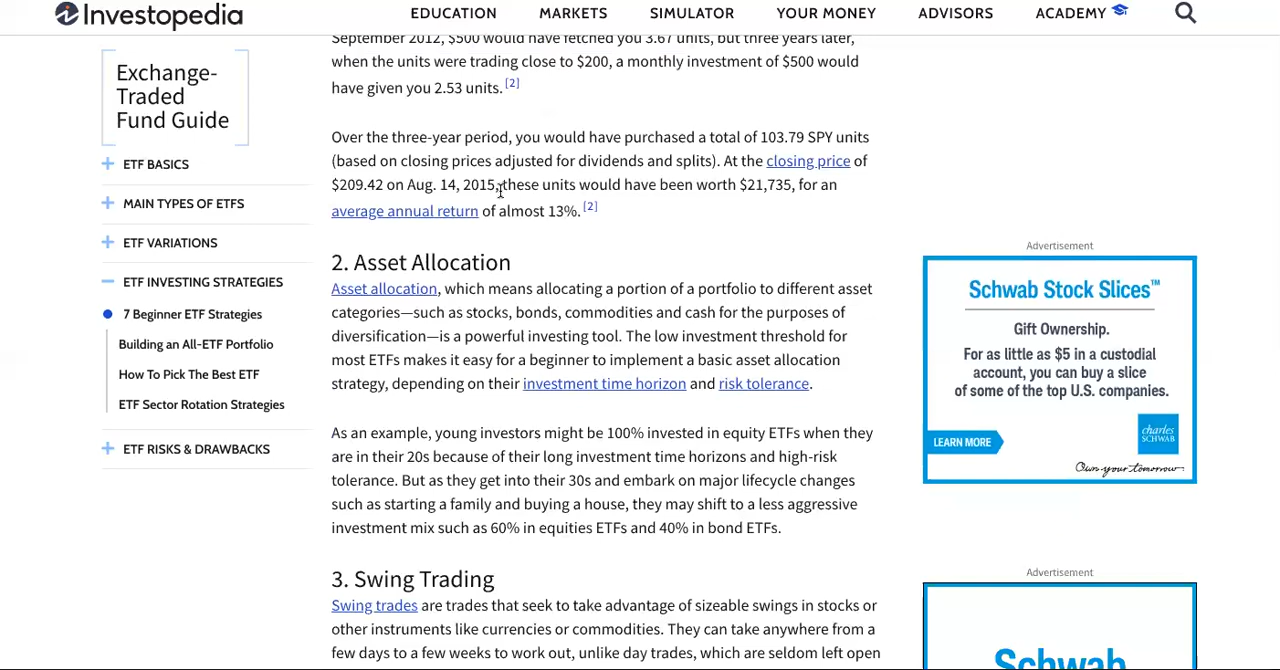 Investopedia
EDUCATION
MARKETS
SIMULATOR
YOUR MONEY
ADVISORS
ACADEMY
Exchange-
Traded
Fund Guide
ETF BASICS
MAIN TYPES OF ETFS
ETF VARIATIONS
ETF INVESTING STRATEGIES
7 Beginner ETF Strategies
Building an All-ETF Portfolio
How To Pick The Best ETF
ETF Sector Rotation Strategies
ETF RISKS & DRAWBACKS
September 2012, $500 would have fetched you 3.67 units, but three years later,
when the units were trading close to $200, a monthly investment of $500 would
have given you 2.53 units. [2]
Over the three-year period, you would have purchased a total of 103.79 SPY units
(based on closing prices adjusted for dividends and splits). At the closing price of
$209.42 on Aug. 14, 2015, these units would have been worth $21,735, for an
average annual return of almost 13%. [2]
2. Asset Allocation
Asset allocation, which means allocating a portion of a portfolio to different asset
categories—such as stocks, bonds, commodities and cash for the purposes of
diversification—is a powerful investing tool. The low investment threshold for
most ETFs makes it easy for a beginner to implement a basic asset allocation
strategy, depending on their investment time horizon and risk tolerance.
As an example, young investors might be 100% invested in equity ETFs when they
are in their 20s because of their long investment time horizons and high-risk
tolerance. But as they get into their 30s and embark on major lifecycle changes
such as starting a family and buying a house, they may shift to a less aggressive
investment mix such as 60% in equities ETFs and 40% in bond ETFs.
3. Swing Trading
Swing trades are trades that seek to take advantage of sizeable swings in stocks or
other instruments like currencies or commodities. They can take anywhere from a
few days to a few weeks to work out, unlike day trades, which are seldom left open
Advertisement
Schwab Stock Slices™
Gift Ownership.
For as little as $5 in a custodial
account, you can buy a slice
of some of the top U.S. companies.
LEARN MORE
charles
SCHWAB
Own your tomorrow.
Advertisement
Schwab